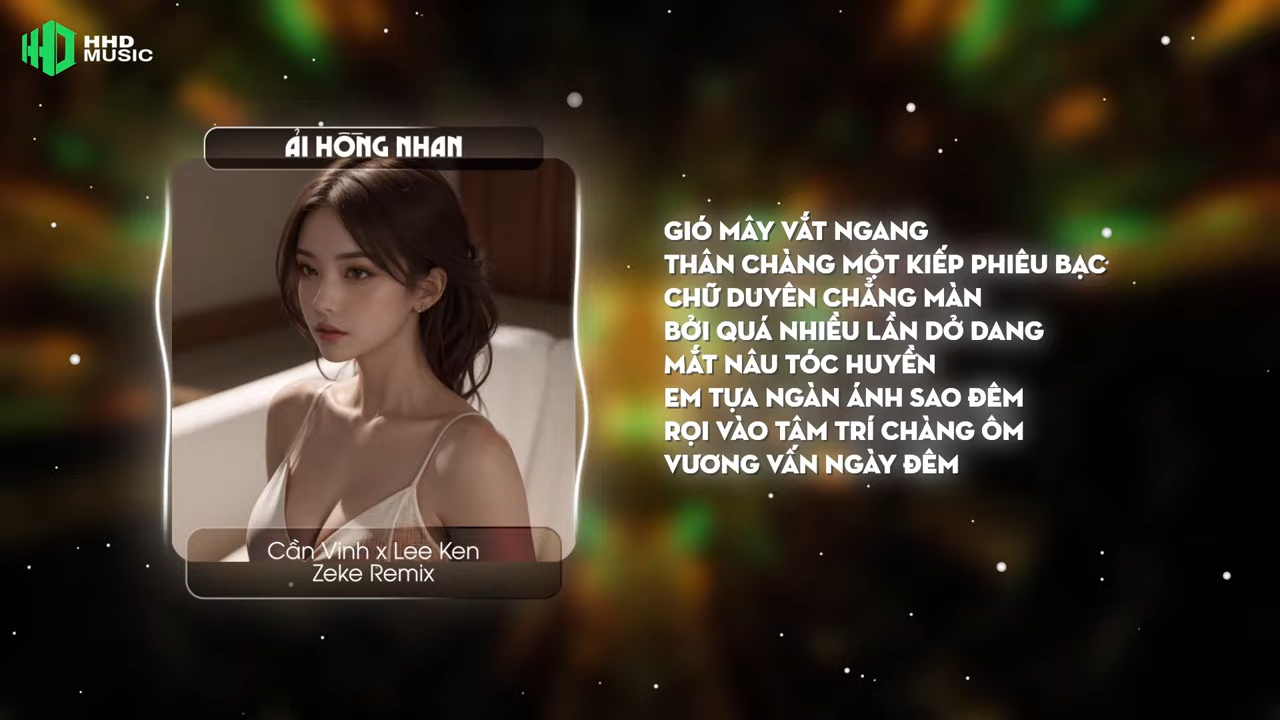 HHD
MUSIC
ẢI HỒNG NHAN
GIÓ MÂY VẮT NGANG
THÂN CHÀNG MỘT KIẾP PHIÊU BẠC
CHỮ DUYÊN CHẲNG MÀN
BỞI QUÁ NHIỀU LẦN DỞ DANG
MẮT NÂU TÓC HUYỀN
EM TỰA NGÀN ÁNH SAO ĐÊM
RỌI VÀO TÂM TRÍ CHÀNG ÔM
VƯƠNG VẤN NGÀY ĐÊM
Cần Vinh x Lee Ken
Zeke Remix